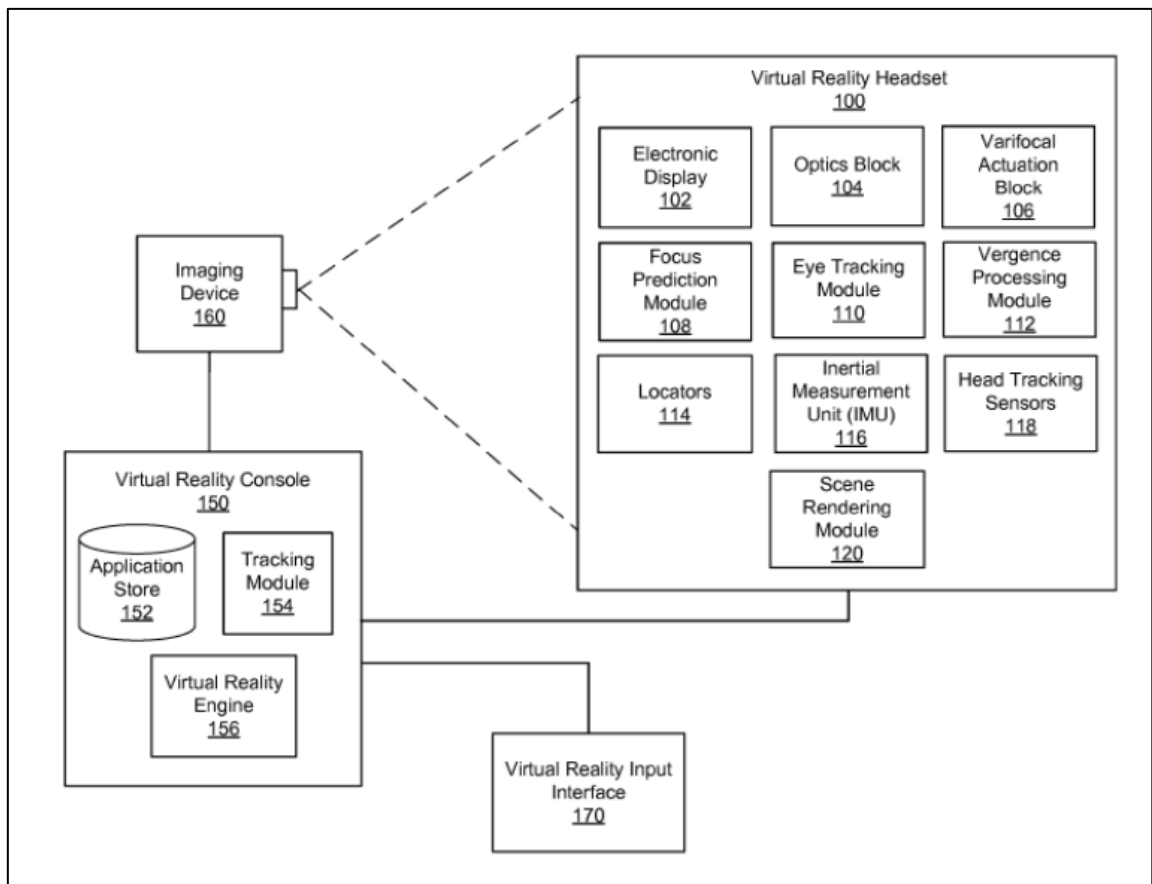 Virtual Reality Headset
100
Electronic
Display
102
Optics Block
104
Varifocal
Actuation
Block
106
Focus
Prediction
Module
108
Eye Tracking
Module
110
Vergence
Processing
Module
112
Locators
114
Inertial
Measurement
Unit (IMU)
116
Head Tracking
Sensors
118
Scene
Rendering
Module
120
Imaging
Device
160
Virtual Reality Console
150
Application
Store
152
Tracking
Module
154
Virtual Reality
Engine
156
Virtual Reality Input
Interface
170